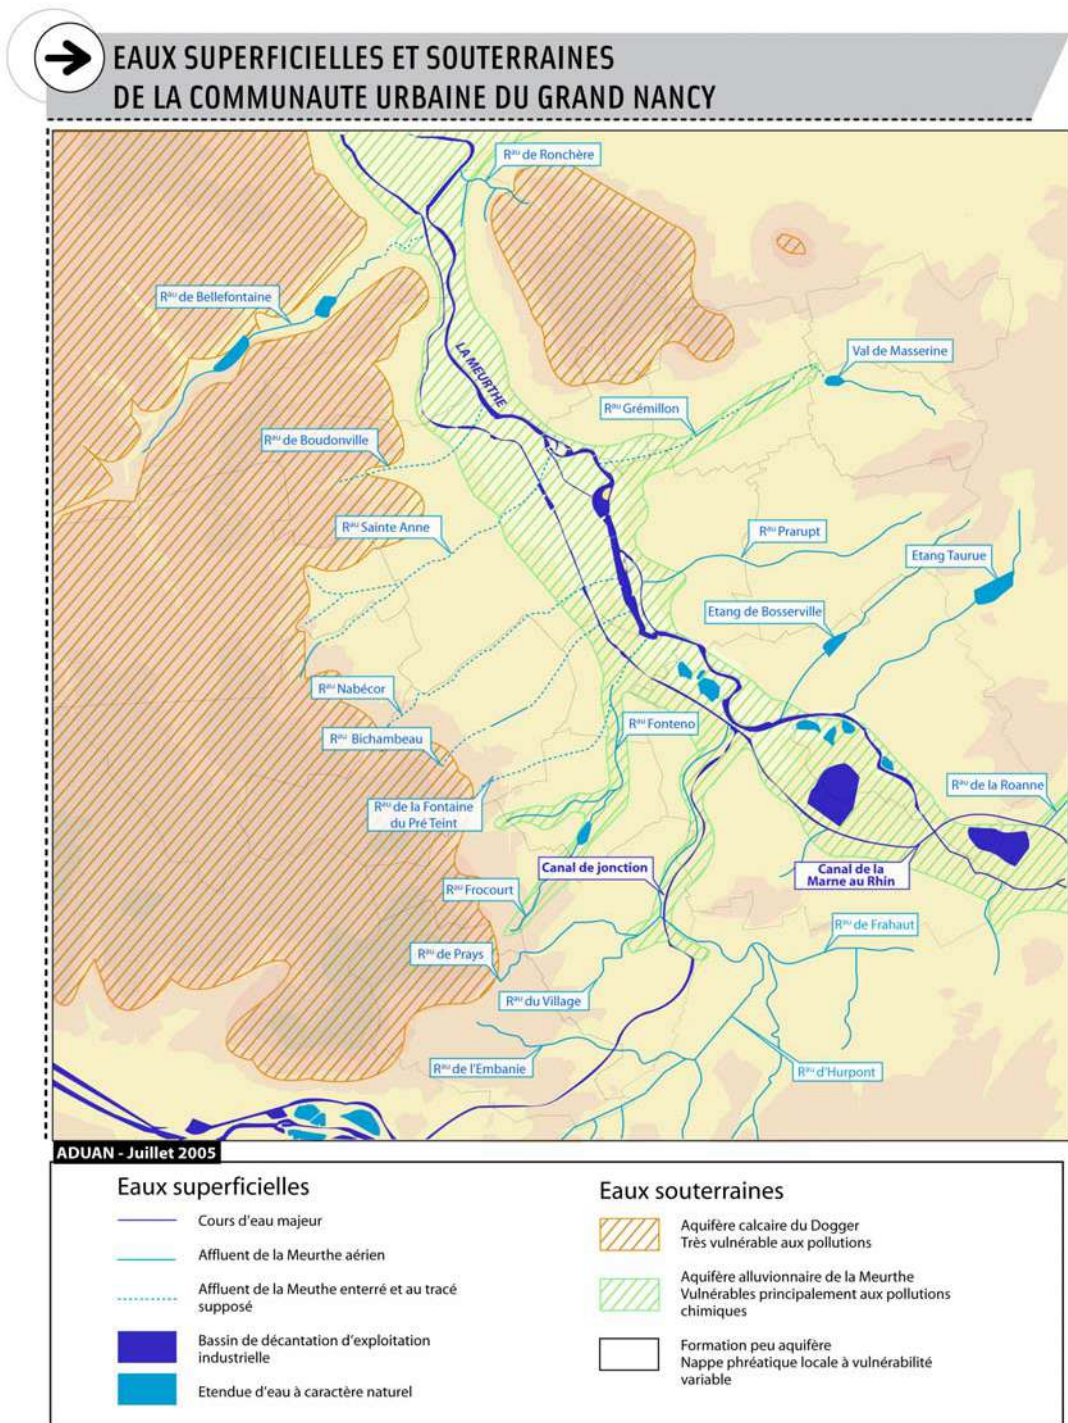 EAUX SUPERFICIELLES ET SOUTERRAINES
DE LA COMMUNAUTE URBAINE DU GRAND NANCY
Rau de Ronchère
Rau de Bellefontaine
LA MEURTHE
Val de Masserine
Rau Grémillon
Rau de Boudonville
Rau Sainte Anne
Rau Prarupt
Etang Taurue
Etang de Bosserville
Rau Nabécor
Rau Fonteno
Rau Bichambeau
Rau de la Roanne
Rau de la Fontaine
du Pré Teint
Canal de jonction
Canal de la
Marne au Rhin
Rau Frocourt
Rau de Frahaut
Rau de Prays
Rau du Village
Rau de l'Embanie
Rau d'Hurpont
ADUAN - Juillet 2005
Eaux superficielles
Cours d'eau majeur
Affluent de la Meurthe aérien
Affluent de la Meuthe enterré et au tracé
supposé
Bassin de décantation d'exploitation
industrielle
Etendue d'eau à caractère naturel
Eaux souterraines
Aquifère calcaire du Dogger
Très vulnérable aux pollutions
Aquifère alluvionnaire de la Meurthe
Vulnérables principalement aux pollutions
chimiques
Formation peu aquifère
Nappe phréatique locale à vulnérabilité
variable